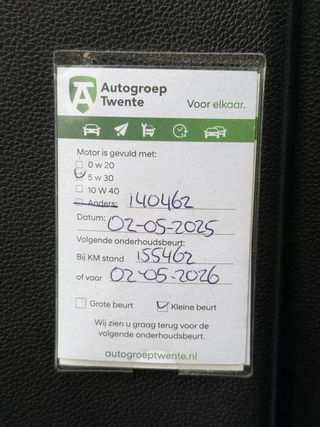 Autogroep
Twente
Voor elkaar.
Motor is gevuld met:
0 w 20
5 w 30
10 W 40
Anders: 140462
Datum: 02-05-2025
Volgende onderhoudsbeurt:
Bij KM stand 155462
of voor 02-05-2026
Grote beurt Kleine beurt
Wij zien u graag terug voor de
volgende onderhoudsbeurt.
autogroeptwente.nl